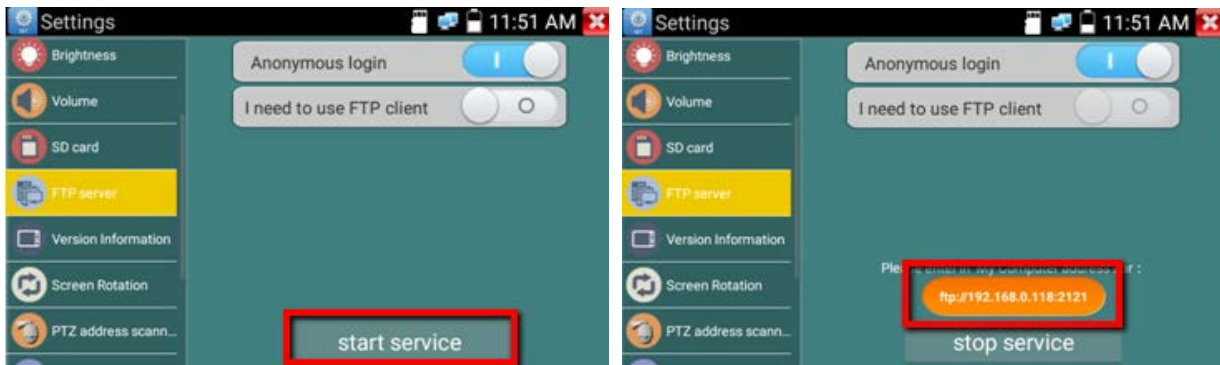 Settings
11:51 AM
Brightness
Anonymous login
Volume
I need to use FTP client
SD card
FTP server
Version Information
Screen Rotation
PTZ address scann...
start service
Settings
11:51 AM
Brightness
Anonymous login
Volume
I need to use FTP client
SD card
FTP server
Version Information
Please enter in 'My Computer address bar :
Screen Rotation
ftp://192.168.0.118:2121
PTZ address scann...
stop service